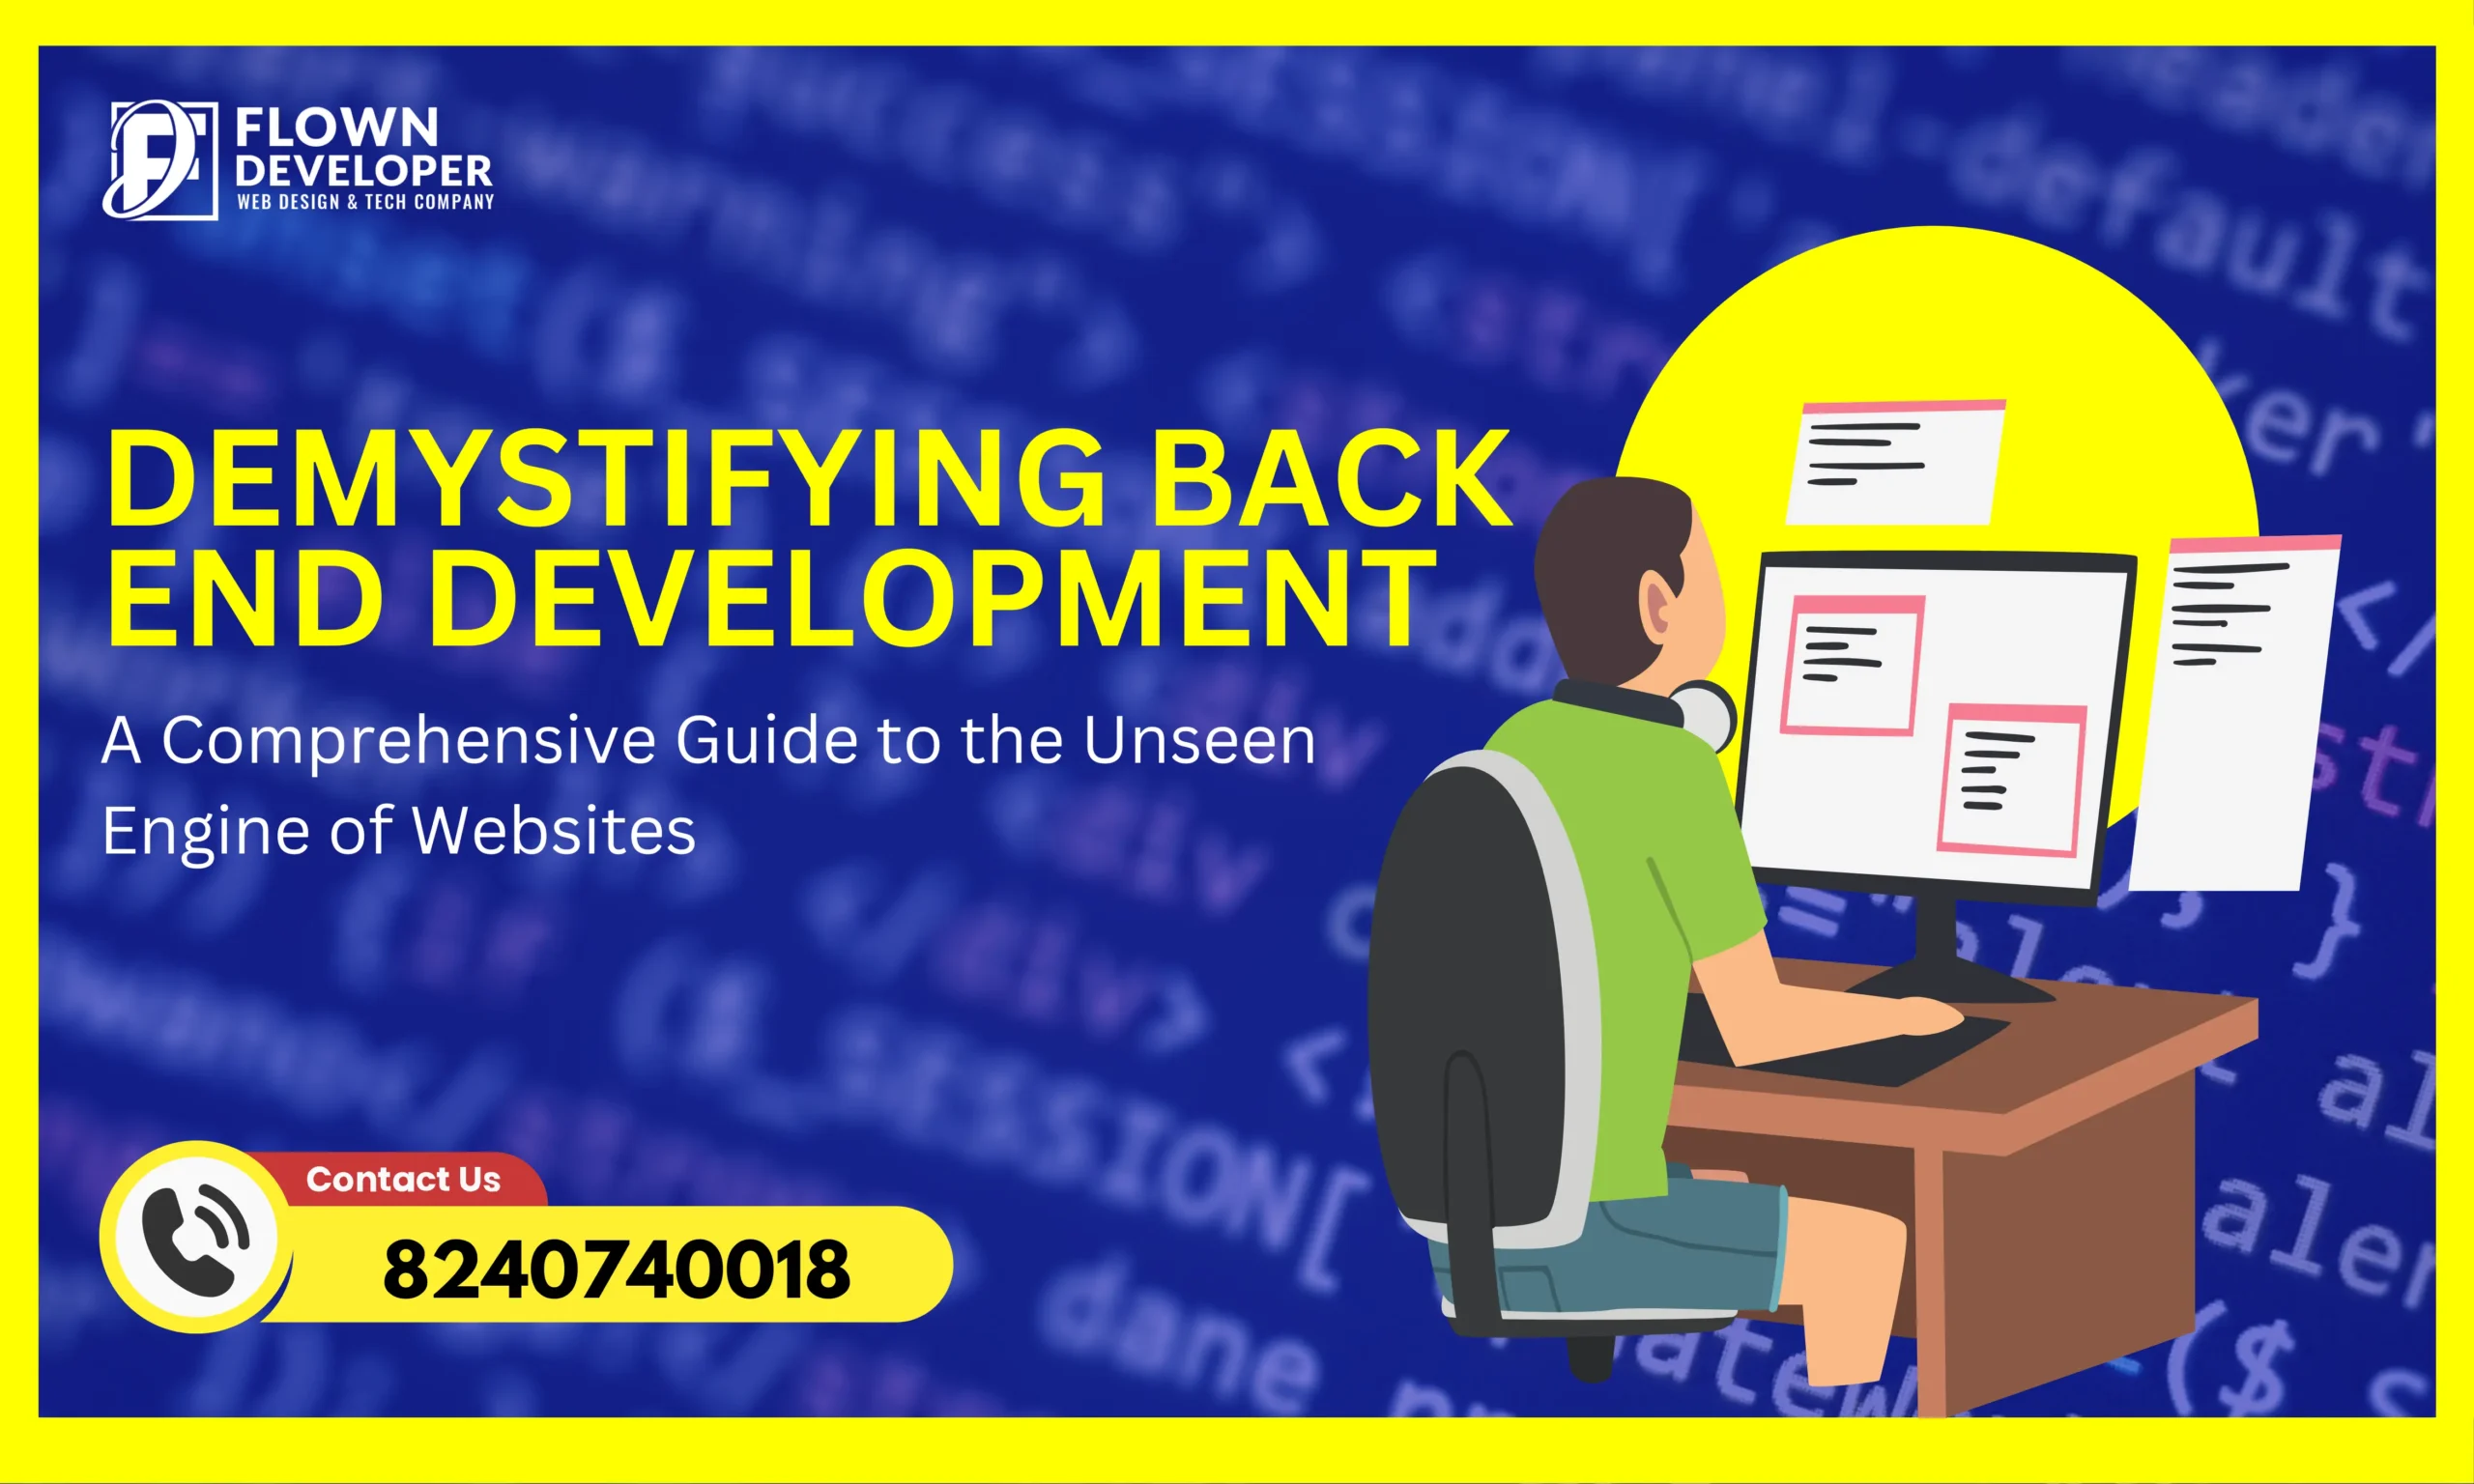 FLOWN
DEVELOPER
WEB DESIGN & TECH COMPANY
DEMYSTIFYING BACK
END DEVELOPMENT
A Comprehensive Guide to the Unseen
Engine of Websites
Contact Us
8240740018